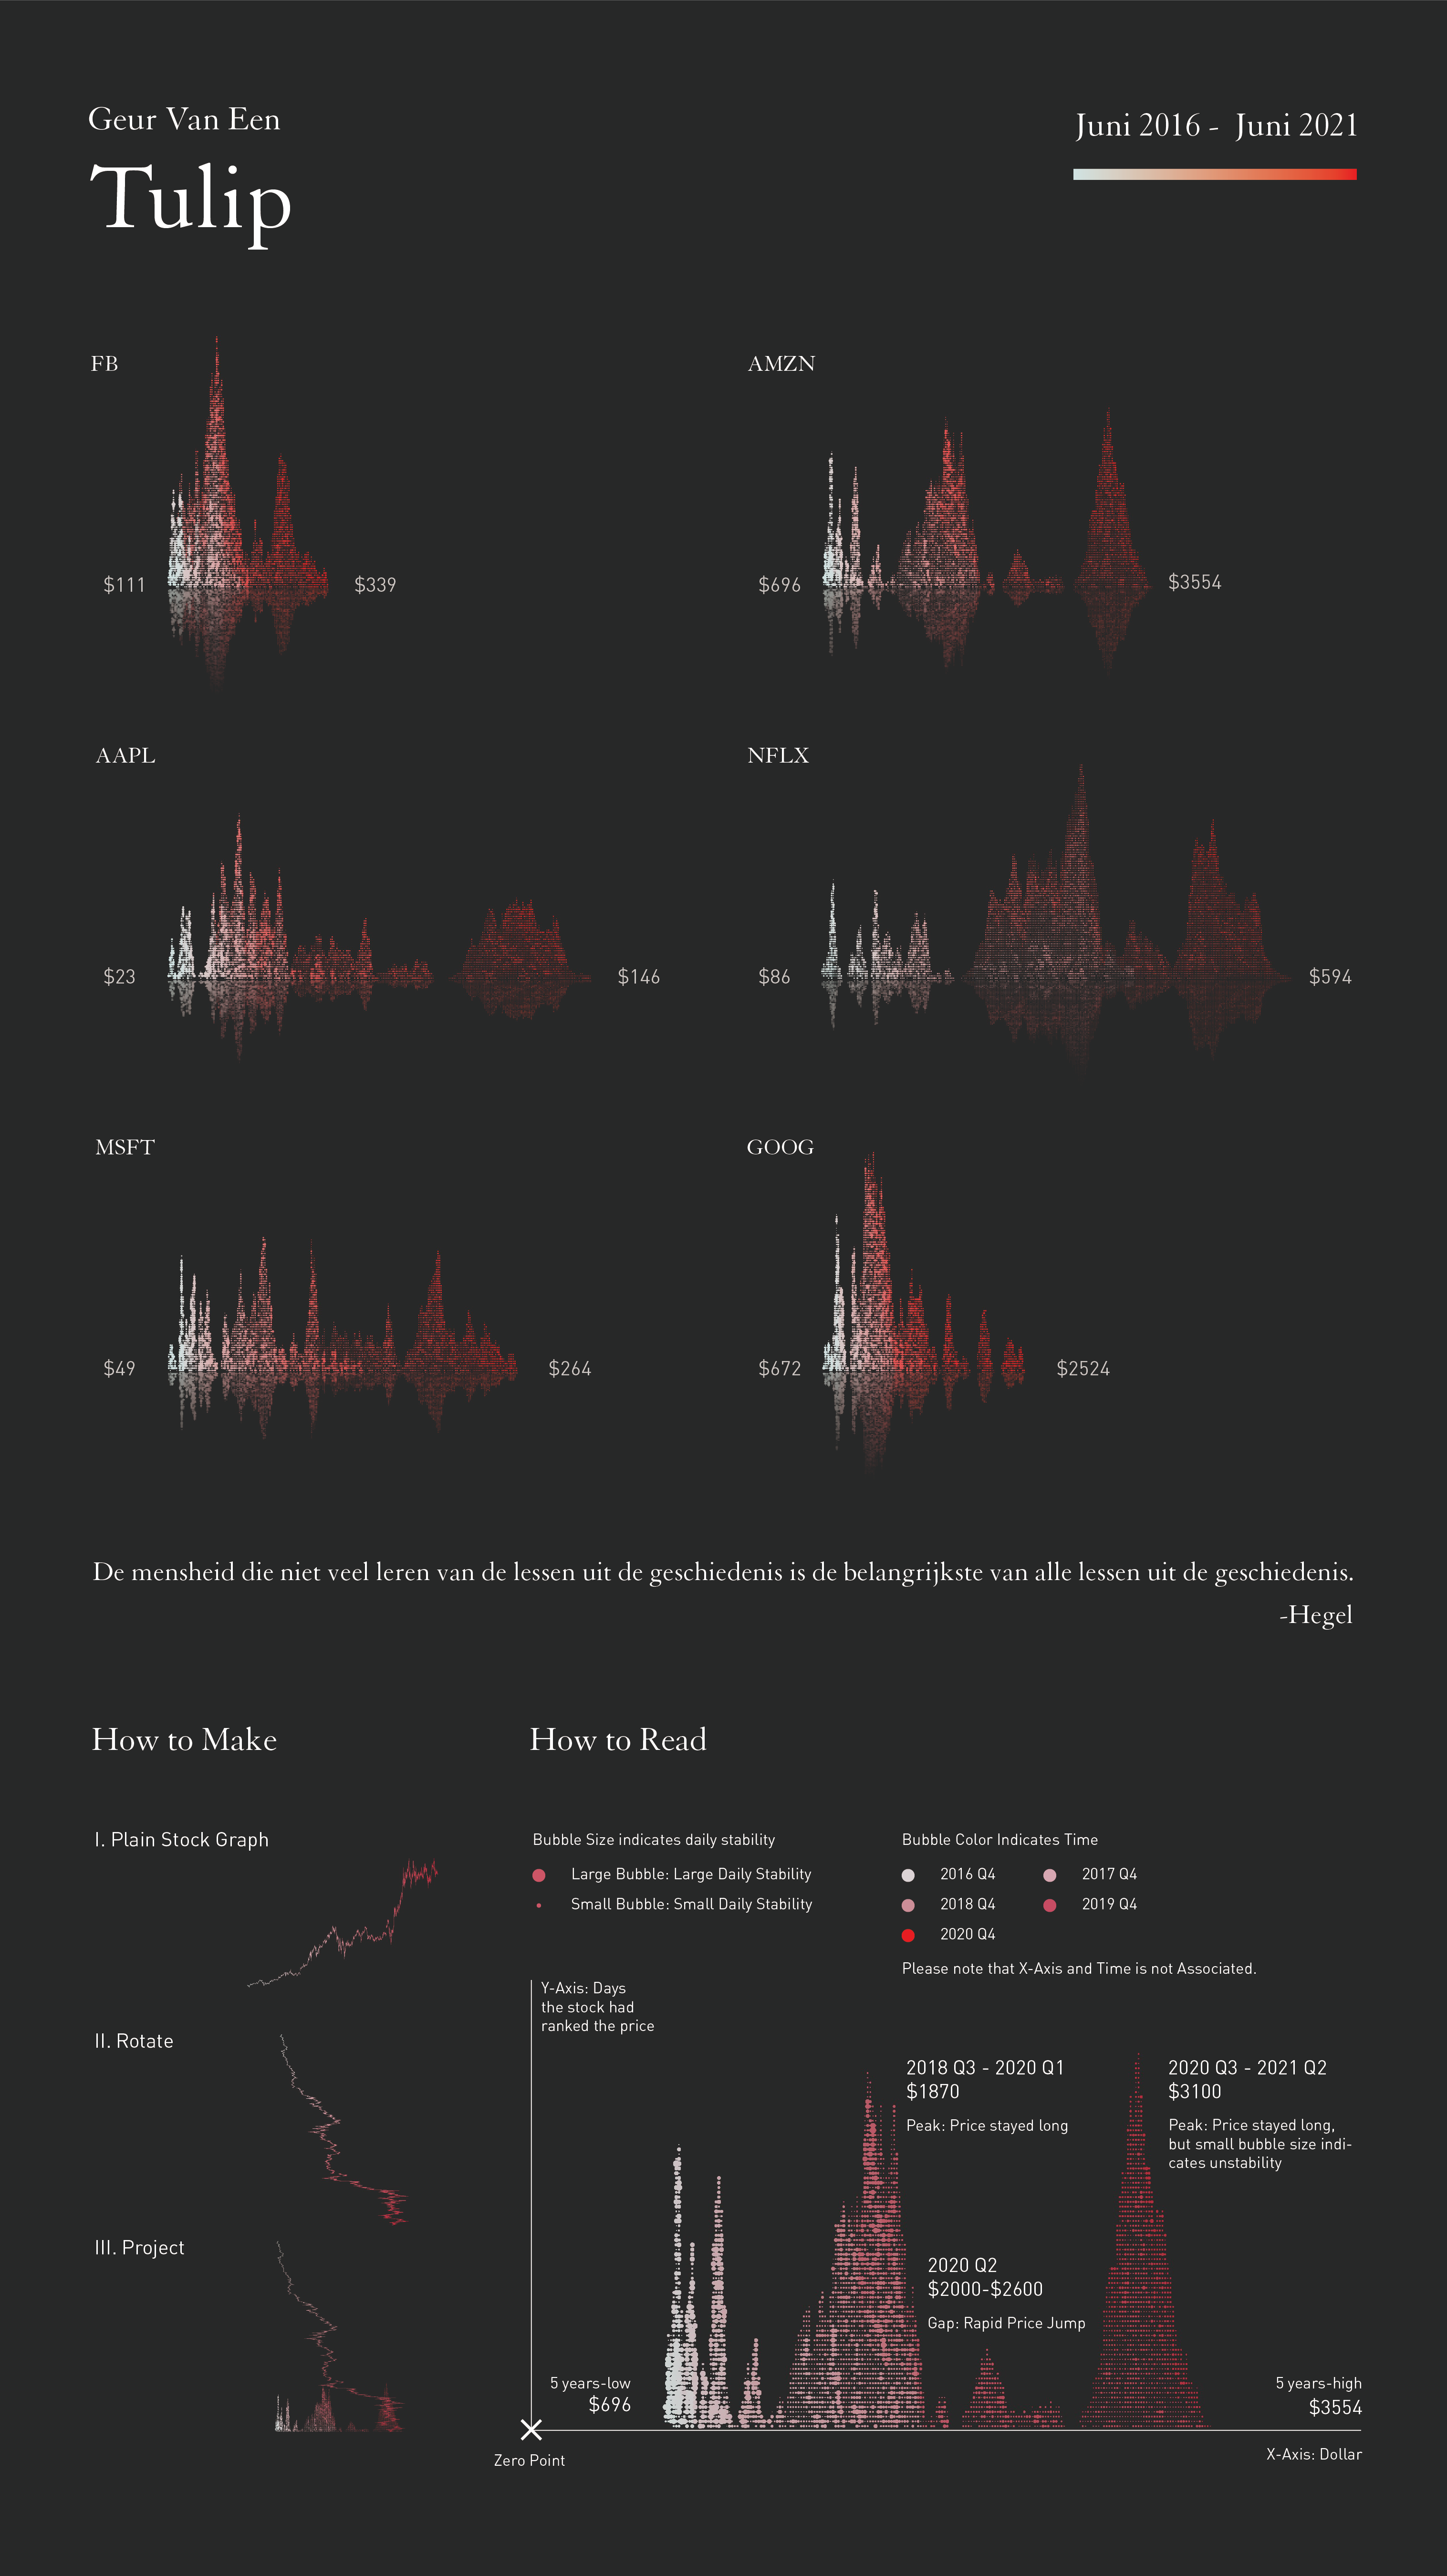 Geur Van Een
Tulip
Juni 2016 - Juni 2021
FB
$111
$339
AMZN
$696
$3554
AAPL
$23
$146
NFLX
$86
$594
MSFT
$49
$264
GOOG
$672
$2524
De mensheid die niet veel leren van de lessen uit de geschiedenis is de belangrijkste van alle lessen uit de geschiedenis.
-Hegel
How to Make
I. Plain Stock Graph
II. Rotate
III. Project
How to Read
Bubble Size indicates daily stability
Large Bubble: Large Daily Stability
Small Bubble: Small Daily Stability
Bubble Color Indicates Time
2016 Q4
2017 Q4
2018 Q4
2019 Q4
2020 Q4
Please note that X-Axis and Time is not Associated.
Y-Axis: Days
the stock had
ranked the price
2018 Q3 - 2020 Q1
$1870
Peak: Price stayed long
2020 Q3 - 2021 Q2
$3100
Peak: Price stayed long,
but small bubble size indi-
cates unstability
2020 Q2
$2000-$2600
Gap: Rapid Price Jump
5 years-low
$696
5 years-high
$3554
Zero Point
X-Axis: Dollar